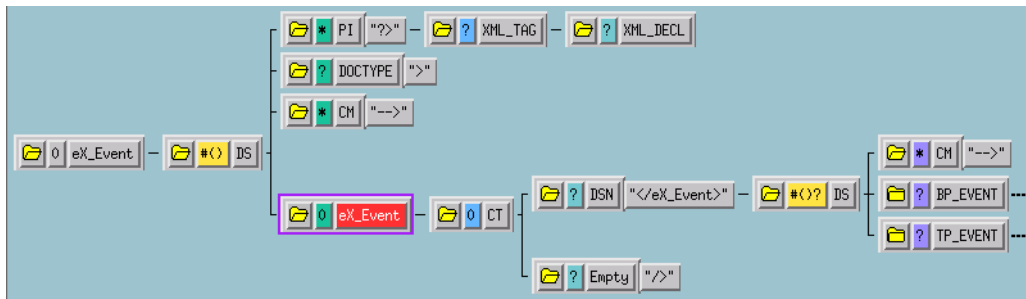 * PI "?>" ? XML_TAG ? XML_DECL
? DOCTYPE ">"
* CM "-->"
0 eX_Event #() DS
* CM "-->"
? DSN "</eX_Event>" #()? DS ? BP_EVENT
0 eX_Event 0 CT
? TP_EVENT
? Empty "/>"